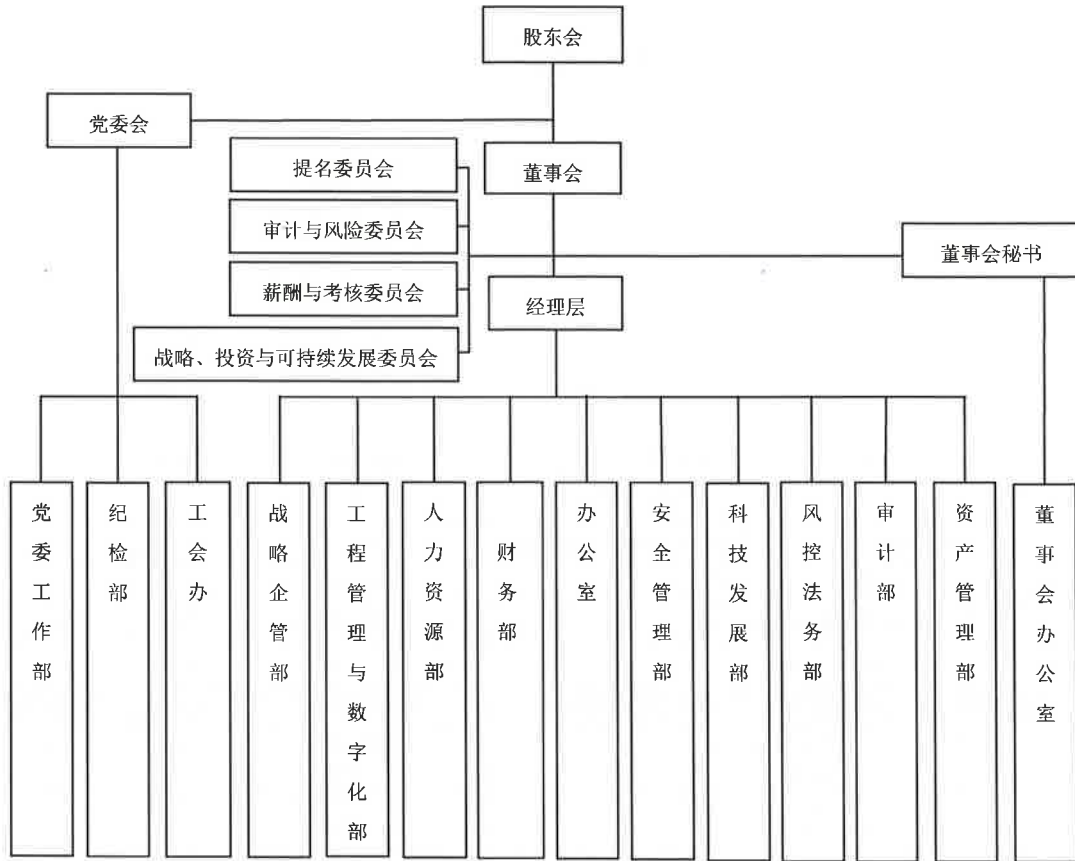 股东会
党委会
提名委员会
董事会
审计与风险委员会
董事会秘书
薪酬与考核委员会
经理层
战略、投资与可持续发展委员会
党委工作部
纪检部
工会办
战略企管部
工程管理与数字化部
人力资源部
财务部
办公室
安全管理部
科技发展部
风控法务部
审计部
资产管理部
董事会办公室